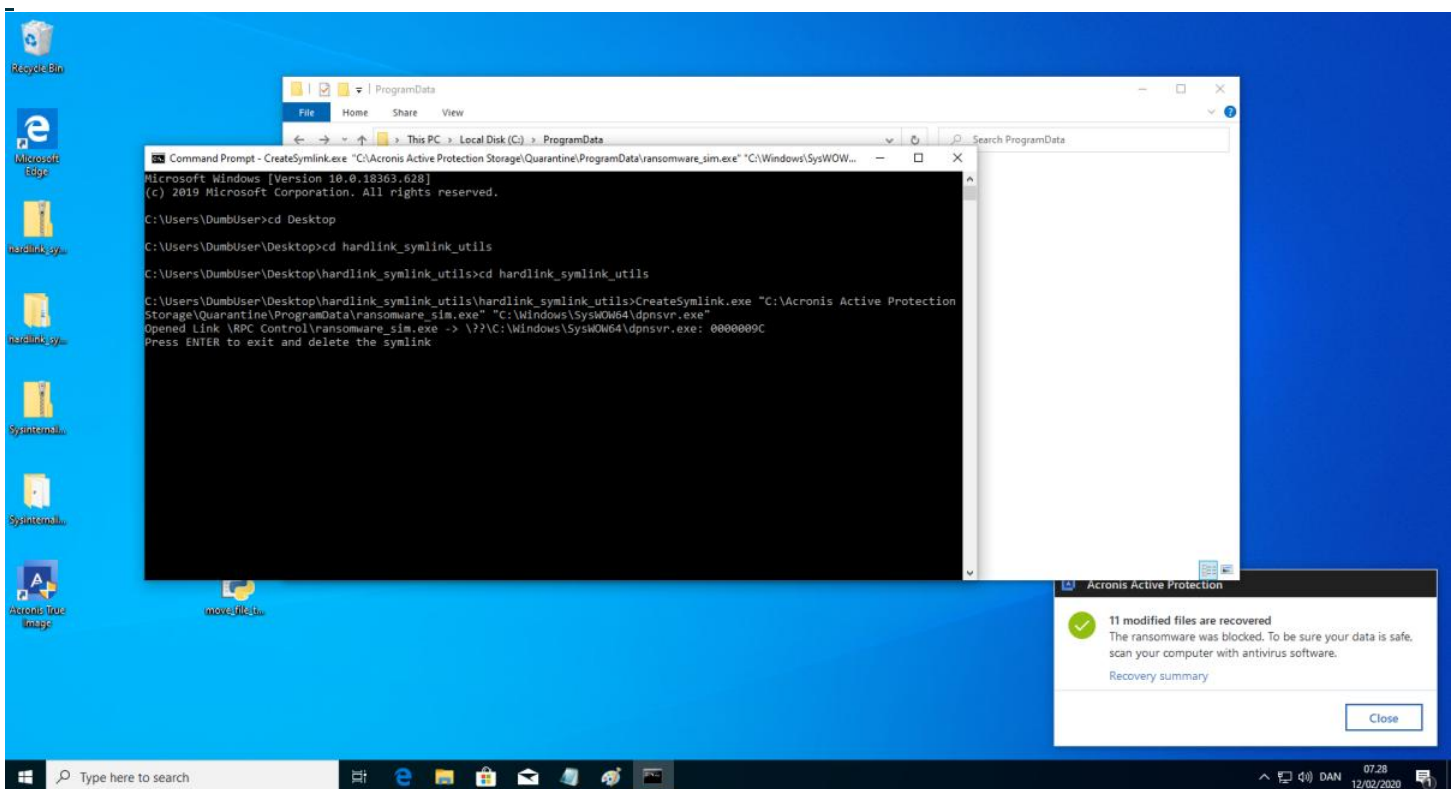 Recycle Bin
ProgramData
File Home Share View
This PC > Local Disk (C:) > ProgramData
Search ProgramData
Microsoft
Edge
Command Prompt - CreateSymlink.exe "C:\Acronis Active Protection Storage\Quarantine\ProgramData\ransomware_sim.exe" "C:\Windows\SysWOW...
Microsoft Windows [Version 10.0.18363.628]
(c) 2019 Microsoft Corporation. All rights reserved.
C:\Users\DumbUser>cd Desktop
C:\Users\DumbUser\Desktop>cd hardlink_symlink_utils
C:\Users\DumbUser\Desktop\hardlink_symlink_utils>cd hardlink_symlink_utils
C:\Users\DumbUser\Desktop\hardlink_symlink_utils\hardlink_symlink_utils>CreateSymlink.exe "C:\Acronis Active Protection
Storage\Quarantine\ProgramData\ransomware_sim.exe" "C:\Windows\SysWOW64\dpnsvr.exe"
Opened Link \RPC Control\ransomware_sim.exe -> \??\C:\Windows\SysWOW64\dpnsvr.exe: 0000009C
Press ENTER to exit and delete the symlink
hardlink_sy...
hardlink_sy...
Sysinternal...
Sysinternal...
Acronis True
Image
move_file_t...
Acronis Active Protection
11 modified files are recovered
The ransomware was blocked. To be sure your data is safe,
scan your computer with antivirus software.
Recovery summary
Close
Type here to search
DAN
07.28
12/02/2020